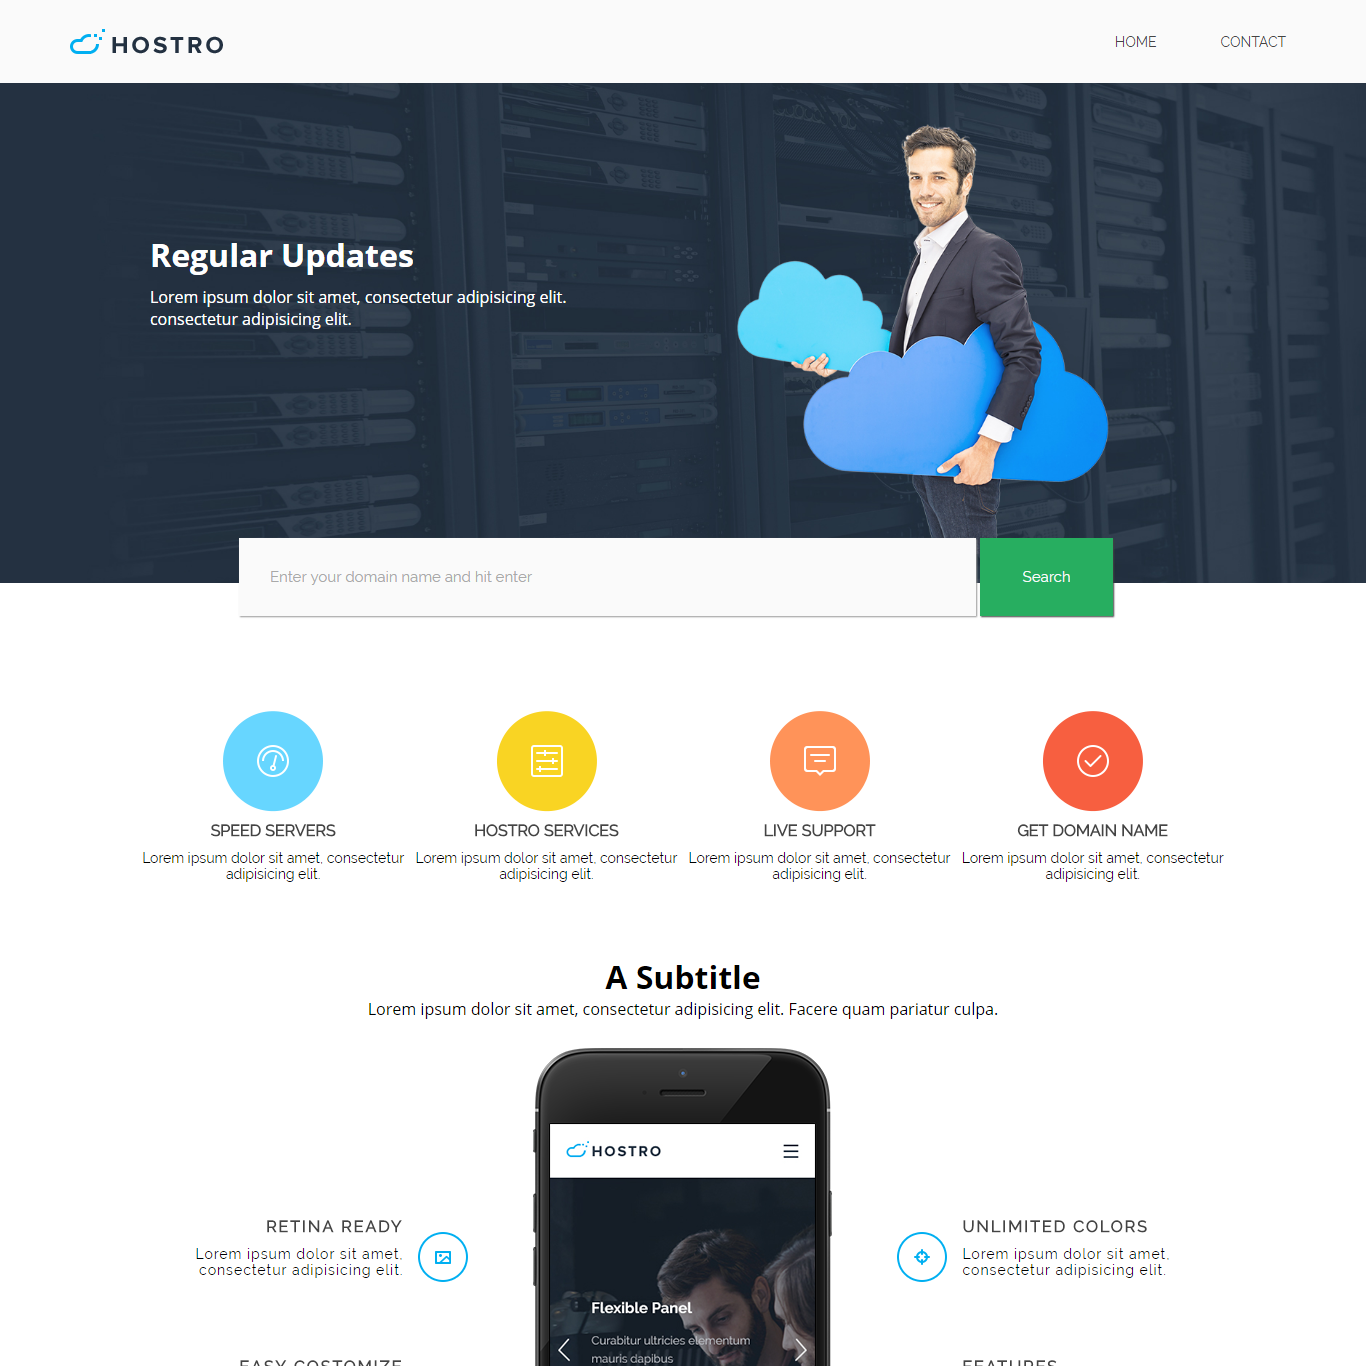 HOSTRO
HOME
CONTACT
Regular Updates
Lorem ipsum dolor sit amet, consectetur adipisicing elit.
consectetur adipisicing elit.
Enter your domain name and hit enter
Search
SPEED SERVERS
Lorem ipsum dolor sit amet, consectetur
adipisicing elit.
HOSTRO SERVICES
Lorem ipsum dolor sit amet, consectetur
adipisicing elit.
LIVE SUPPORT
Lorem ipsum dolor sit amet, consectetur
adipisicing elit.
GET DOMAIN NAME
Lorem ipsum dolor sit amet, consectetur
adipisicing elit.
A Subtitle
Lorem ipsum dolor sit amet, consectetur adipisicing elit. Facere quam pariatur culpa.
RETINA READY
Lorem ipsum dolor sit amet,
consectetur adipisicing elit.
EASY COSTOMIZE
HOSTRO
Flexible Panel
Curabitur ultricies elementum
mauris dapibus
UNLIMITED COLORS
Lorem ipsum dolor sit amet,
consectetur adipisicing elit.
FEATURES